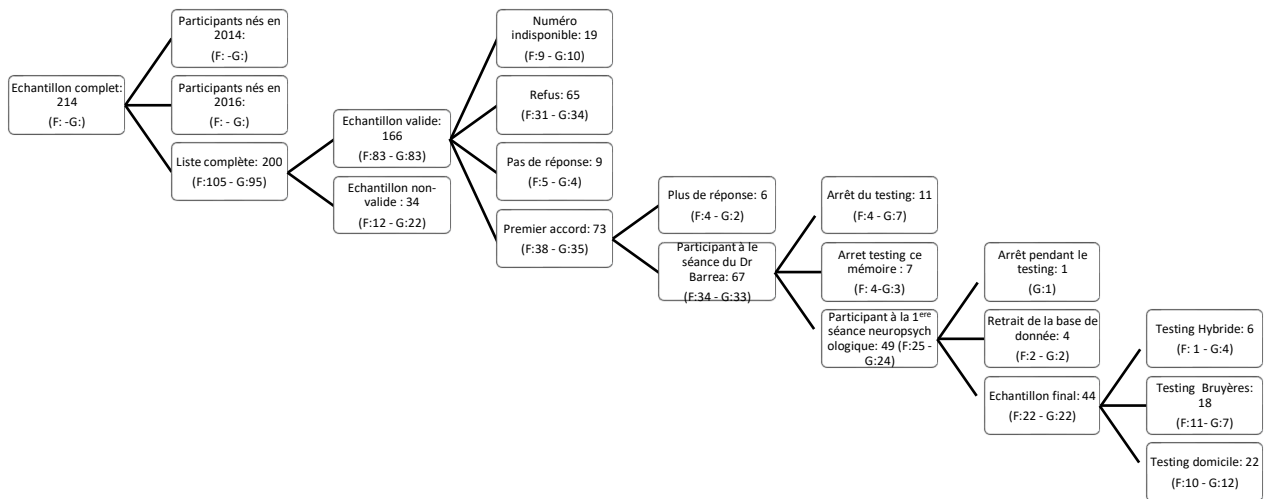 Echantillon complet:
214
(F: -G:)
Participants nés en
2014:
(F: -G:)
Participants nés en
2016:
(F: - G:)
Liste complète: 200
(F:105 - G:95)
Echantillon valide:
166
(F:83 - G:83)
Echantillon non-
valide : 34
(F:12 - G:22)
Numéro
indisponible: 19
(F:9 - G:10)
Refus: 65
(F:31 - G:34)
Pas de réponse: 9
(F:5 - G:4)
Premier accord: 73
(F:38 - G:35)
Plus de réponse: 6
(F:4 - G:2)
Participant à le
séance du Dr
Barrea: 67
(F:34 - G:33)
Arrêt du testing: 11
(F:4 - G:7)
Arret testing ce
mémoire : 7
(F: 4-G:3)
Participant à la 1ere
séance neuropsych
ologique: 49 (F:25 -
G:24)
Arrêt pendant le
testing: 1
(G:1)
Retrait de la base de
donnée: 4
(F:2 - G:2)
Echantillon final: 44
(F:22 - G:22)
Testing Hybride: 6
(F: 1 - G:4)
Testing Bruyères:
18
(F:11- G:7)
Testing domicile: 22
(F:10 - G:12)